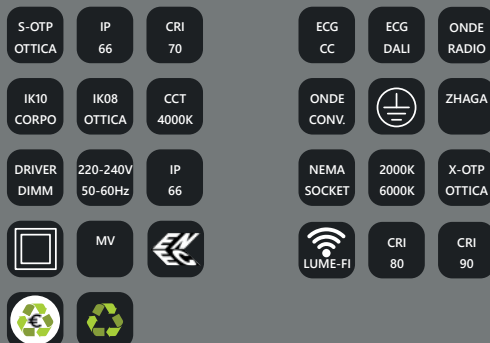 S-OTP
OTTICA
IP
66
CRI
70
ECG
CC
ECG
DALI
ONDE
RADIO
IK10
CORPO
IK08
OTTICA
CCT
4000K
ONDE
CONV.
ZHAGA
DRIVER
DIMM
220-240V
50-60Hz
IP
66
NEMA
SOCKET
2000K
6000K
X-OTP
OTTICA
MV
ENEC
LUME-FI
CRI
80
CRI
90
€